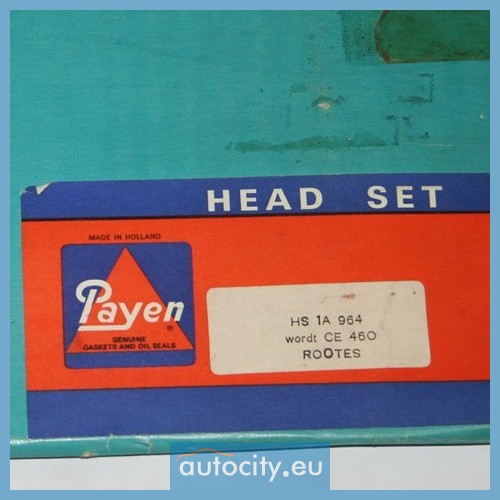 HEAD SET
MADE IN HOLLAND
Payen
®
GENUINE
GASKETS AND OIL SEALS
HS 1A 964
wordt CE 460
ROOTES
autocity.eu